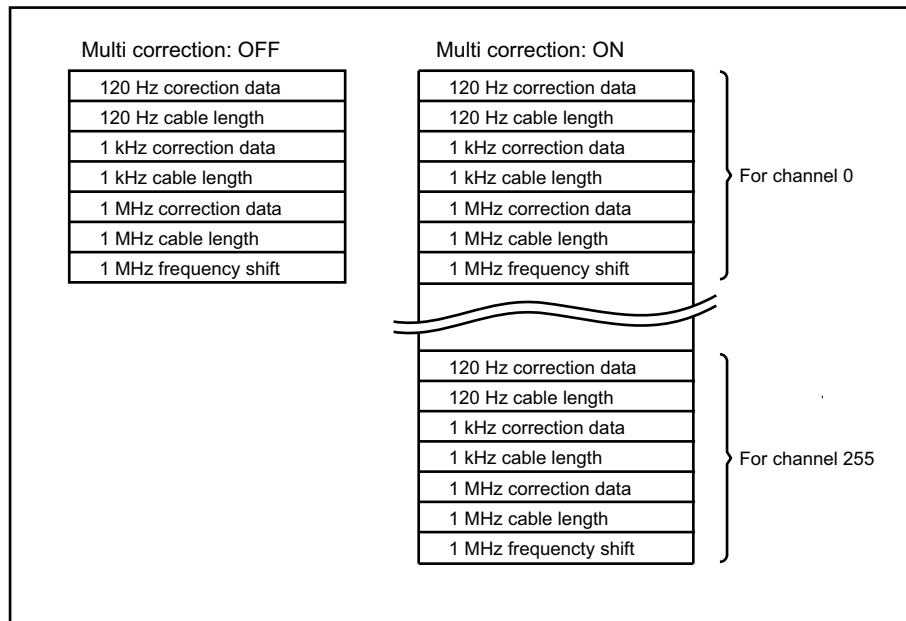 Multi correction: OFF
120 Hz corection data
120 Hz cable length
1 kHz correction data
1 kHz cable length
1 MHz correction data
1 MHz cable length
1 MHz frequency shift
Multi correction: ON
120 Hz correction data
120 Hz cable length
1 kHz correction data
1 kHz cable length
1 MHz correction data
1 MHz cable length
1 MHz frequency shift
For channel 0
120 Hz correction data
120 Hz cable length
1 kHz correction data
1 kHz cable length
1 MHz correction data
1 MHz cable length
1 MHz frequencty shift
For channel 255